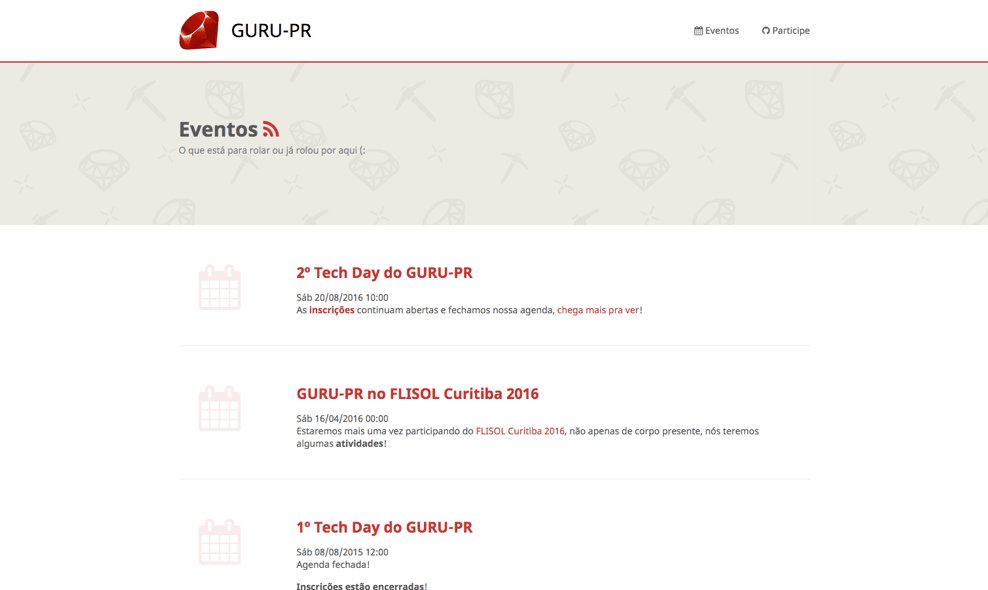 GURU-PR
Eventos
Participe
Eventos
O que está para rolar ou já rolou por aqui (:
2º Tech Day do GURU-PR
Sáb 20/08/2016 10:00
As inscrições continuam abertas e fechamos nossa agenda, chega mais pra ver!
GURU-PR no FLISOL Curitiba 2016
Sáb 16/04/2016 00:00
Estaremos mais uma vez participando do FLISOL Curitiba 2016, não apenas de corpo presente, nós teremos
algumas atividades!
1º Tech Day do GURU-PR
Sáb 08/08/2015 12:00
Agenda fechada!
Inscrições estão encerradas!